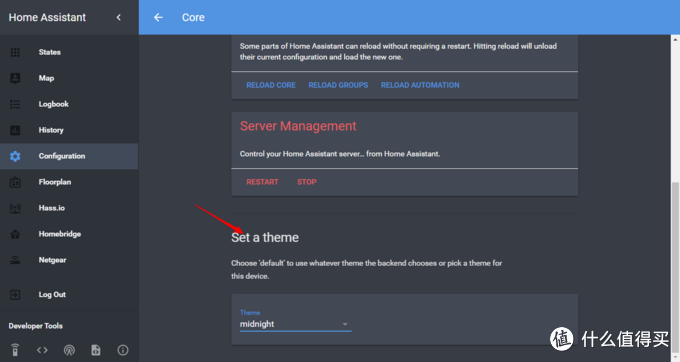 Home Assistant
Core
States
Map
Logbook
History
Configuration
Floorplan
Hass.io
Homebridge
Netgear
Log Out
Developer Tools
Some parts of Home Assistant can reload without requiring a restart. Hitting reload will unload
their current configuration and load the new one.
RELOAD CORE RELOAD GROUPS RELOAD AUTOMATION
Server Management
Control your Home Assistant server... from Home Assistant.
RESTART STOP
Set a theme
Choose 'default' to use whatever theme the backend chooses or pick a theme for
this device.
Theme
midnight
值 什么值得买